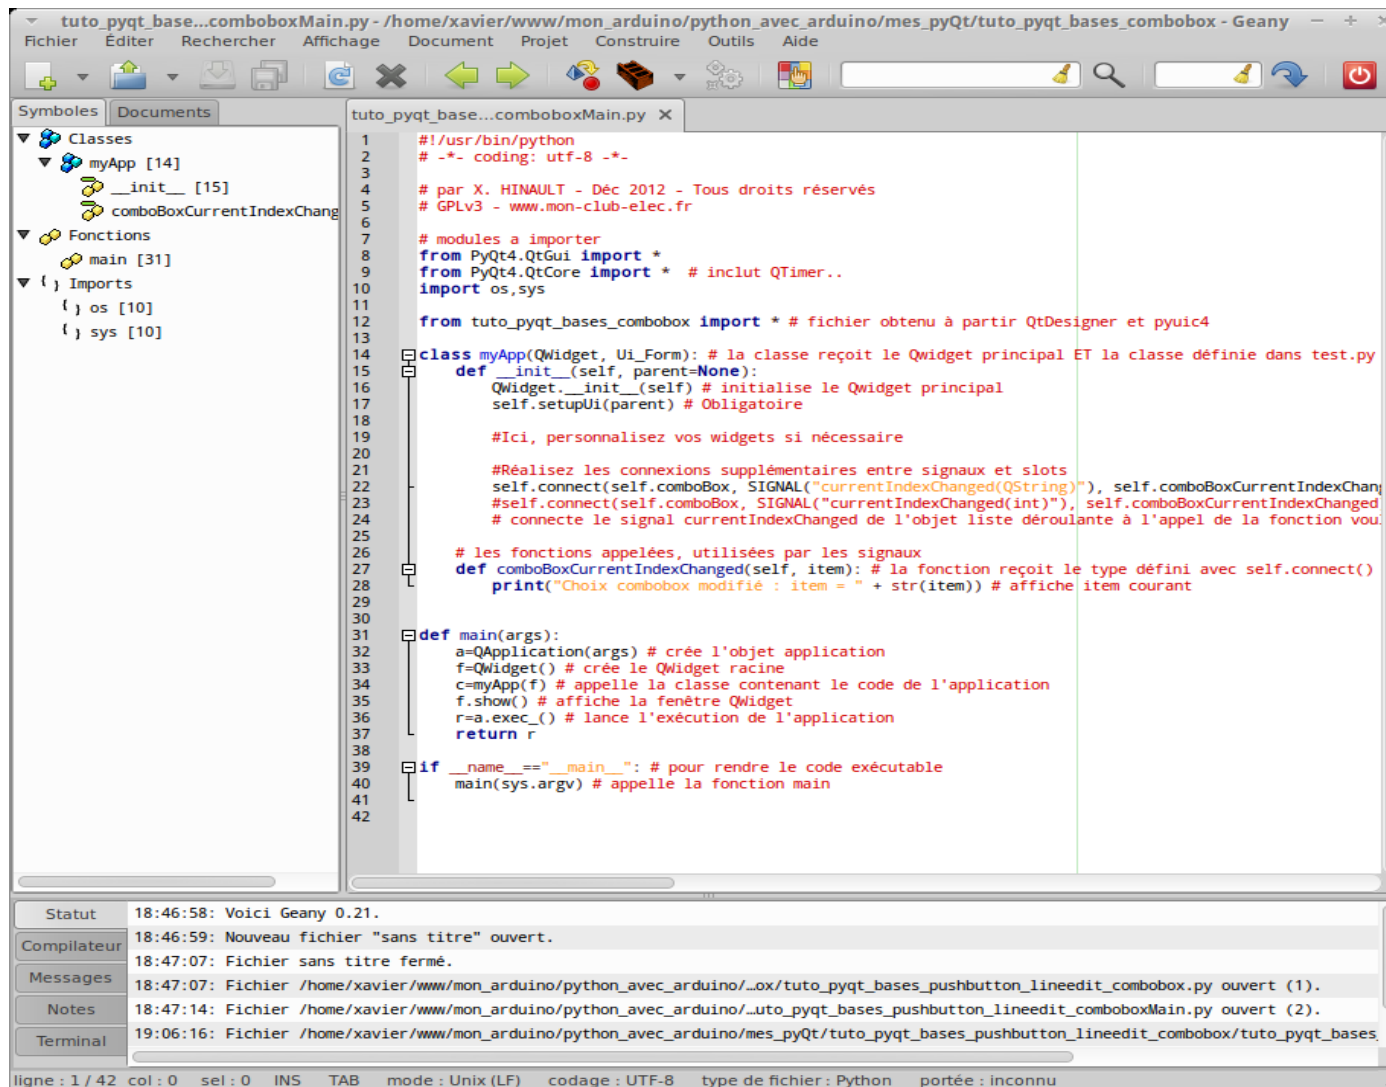 tuto_pyqt_base...comboboxMain.py - /home/xavier/www/mon_arduino/python_avec_arduino/mes_pyQt/tuto_pyqt_bases_combobox - Geany
Fichier Éditer Rechercher Affichage Document Projet Construire Outils Aide
Symboles Documents
Classes
myApp [14]
__init__ [15]
comboBoxCurrentIndexChang
Fonctions
main [31]
Imports
os [10]
sys [10]
tuto_pyqt_base...comboboxMain.py
1 #!/usr/bin/python
2 # -*- coding: utf-8 -*-
3
4 # par X. HINAULT - Déc 2012 - Tous droits réservés
5 # GPLv3 - www.mon-club-elec.fr
6
7 # modules a importer
8 from PyQt4.QtGui import *
9 from PyQt4.QtCore import * # inclut QTimer..
10 import os,sys
11
12 from tuto_pyqt_bases_combobox import * # fichier obtenu à partir QtDesigner et pyuic4
13
14 class myApp(QWidget, Ui_Form): # la classe reçoit le Qwidget principal ET la classe définie dans test.py
15 def __init__(self, parent=None):
16 QWidget.__init__(self) # initialise le Qwidget principal
17 self.setupUi(parent) # Obligatoire
18
19 #Ici, personnalisez vos widgets si nécessaire
20
21 #Réalisez les connexions supplémentaires entre signaux et slots
22 self.connect(self.comboBox, SIGNAL("currentIndexChanged(QString)"), self.comboBoxCurrentIndexChang
23 #self.connect(self.comboBox, SIGNAL("currentIndexChanged(int)"), self.comboBoxCurrentIndexChanged
24 # connecte le signal currentIndexChanged de l'objet liste déroulante à l'appel de la fonction vou
25
26 # les fonctions appelées, utilisées par les signaux
27 def comboBoxCurrentIndexChanged(self, item): # la fonction reçoit le type défini avec self.connect()
28 print("Choix combobox modifié : item = " + str(item)) # affiche item courant
29
30
31 def main(args):
32 a=QApplication(args) # crée l'objet application
33 f=QWidget() # crée le QWidget racine
34 c=myApp(f) # appelle la classe contenant le code de l'application
35 f.show() # affiche la fenêtre QWidget
36 r=a.exec_() # lance l'exécution de l'application
37 return r
38
39 if __name__=="__main__": # pour rendre le code exécutable
40 main(sys.argv) # appelle la fonction main
41
42
Statut
Compilateur
Messages
Notes
Terminal
18:46:58: Voici Geany 0.21.
18:46:59: Nouveau fichier "sans titre" ouvert.
18:47:07: Fichier sans titre fermé.
18:47:07: Fichier /home/xavier/www/mon_arduino/python_avec_arduino/…ox/tuto_pyqt_bases_pushbutton_lineedit_combobox.py ouvert (1).
18:47:14: Fichier /home/xavier/www/mon_arduino/python_avec_arduino/…uto_pyqt_bases_pushbutton_lineedit_comboboxMain.py ouvert (2).
19:06:16: Fichier /home/xavier/www/mon_arduino/python_avec_arduino/mes_pyQt/tuto_pyqt_bases_pushbutton_lineedit_combobox/tuto_pyqt_bases_
ligne : 1 / 42 col : 0 sel : 0 INS TAB mode : Unix (LF) codage : UTF-8 type de fichier : Python portée : inconnu